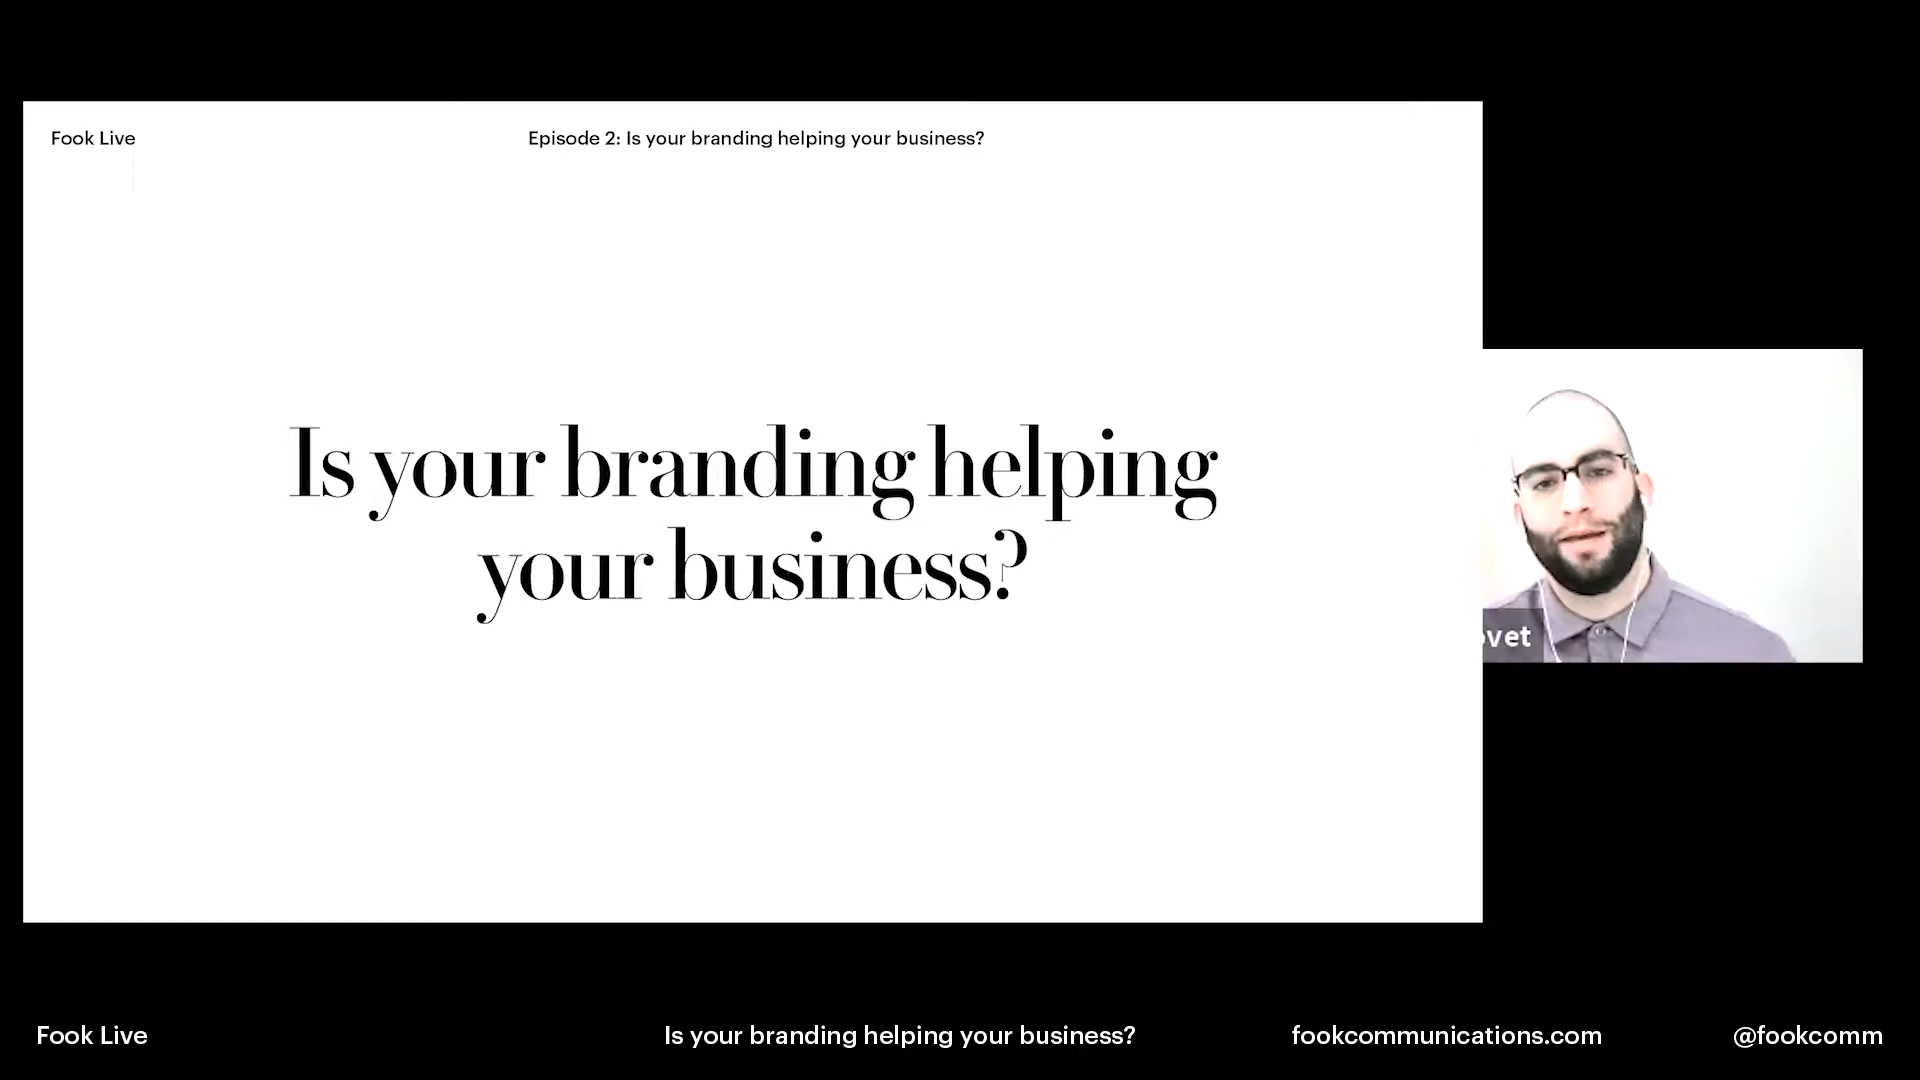 Fook Live
Episode 2: Is your branding helping your business?
Is your branding helping
your business?
Fook Live
Is your branding helping your business?
fookcommunications.com
@fookcomm